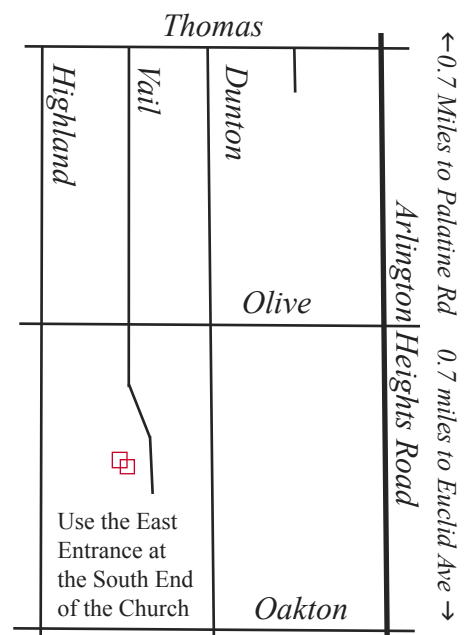 Thomas
Highland
Vail
Dunton
Arlington Heights Road
←0.7 Miles to Palatine Rd 0.7 miles to Euclid Ave →
Olive
Use the East
Entrance at
the South End
of the Church
Oakton